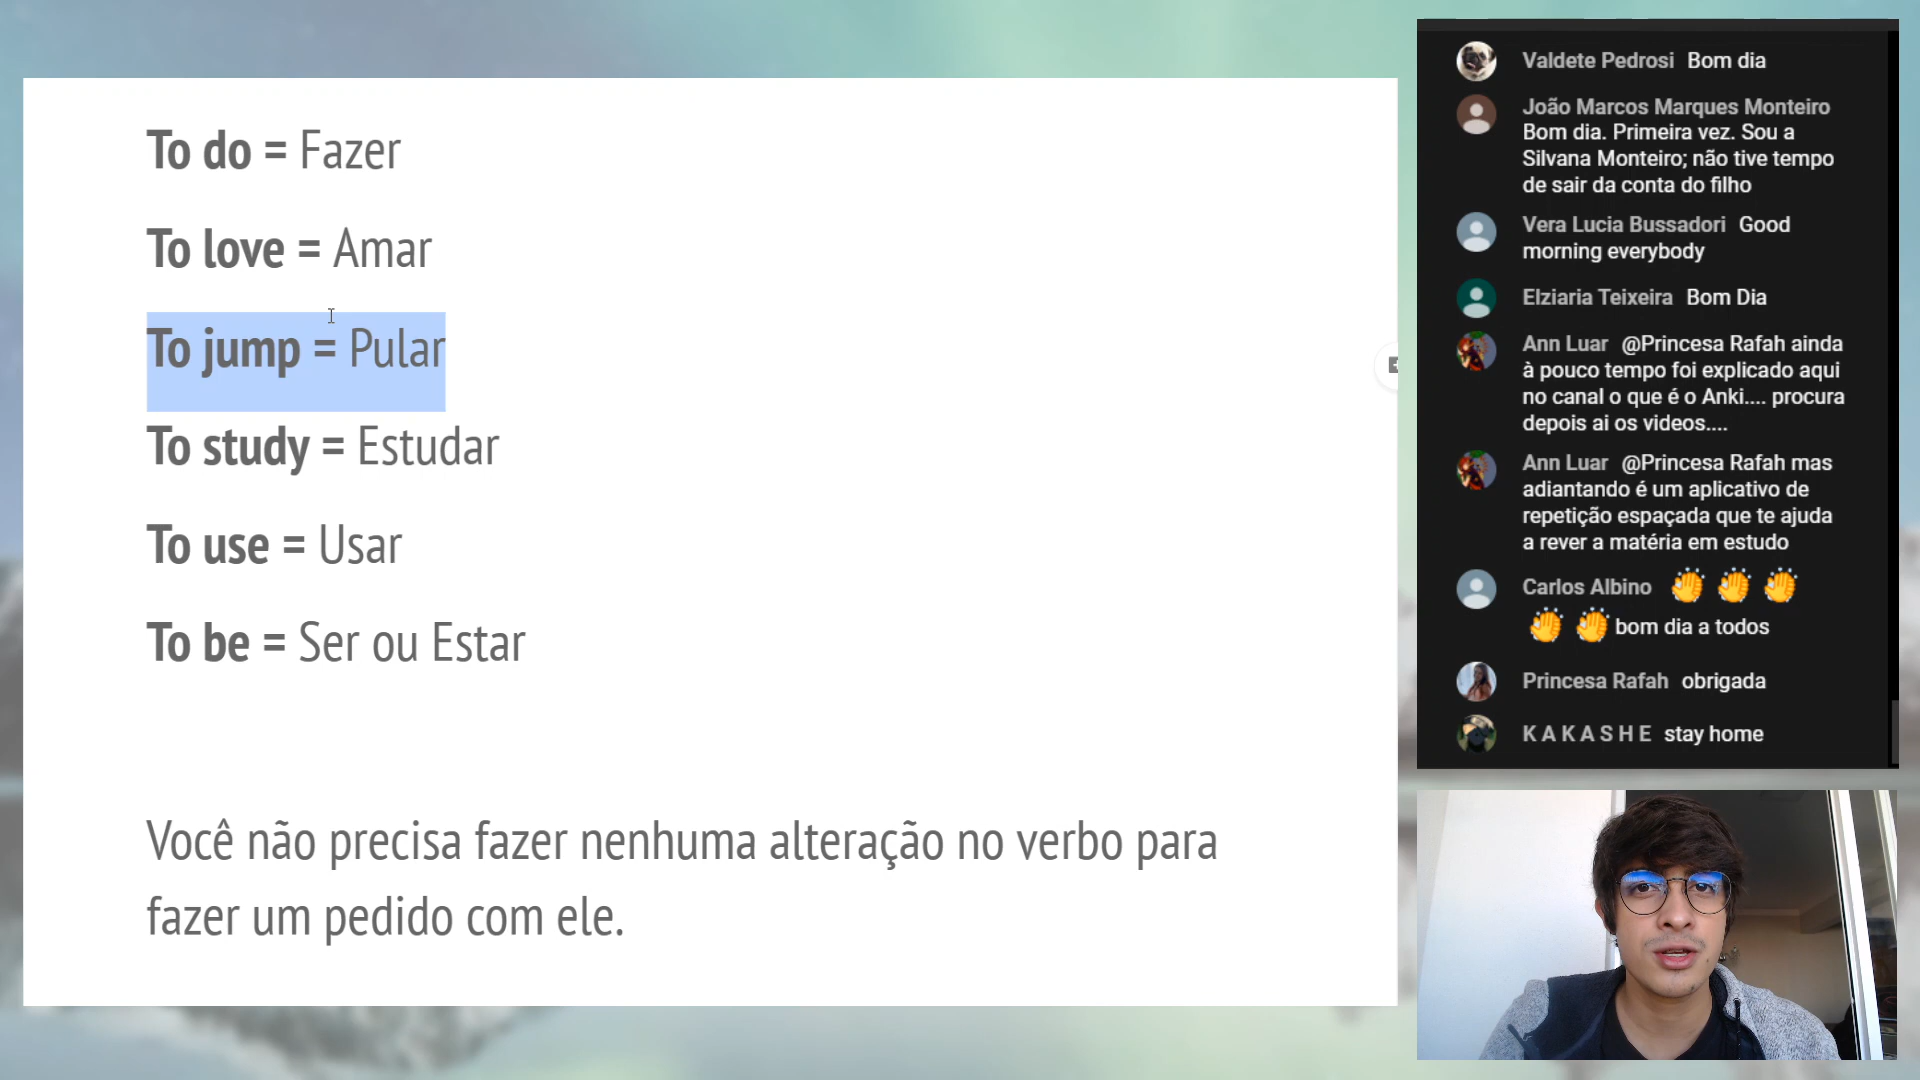 To do = Fazer
To love = Amar
To jump = Pular
To study = Estudar
To use = Usar
To be = Ser ou Estar
Você não precisa fazer nenhuma alteração no verbo para
fazer um pedido com ele.
Valdete Pedrosi Bom dia
João Marcos Marques Monteiro
Bom dia. Primeira vez. Sou a
Silvana Monteiro; não tive tempo
de sair da conta do filho
Vera Lucia Bussadori Good
morning everybody
Elziaria Teixeira Bom Dia
Ann Luar @Princesa Rafah ainda
à pouco tempo foi explicado aqui
no canal o que é o Anki.... procura
depois ai os videos....
Ann Luar @Princesa Rafah mas
adiantando é um aplicativo de
repetição espaçada que te ajuda
a rever a matéria em estudo
Carlos Albino 👏 👏 👏
👏 👏 bom dia a todos
Princesa Rafah obrigada
K A K A S H E stay home